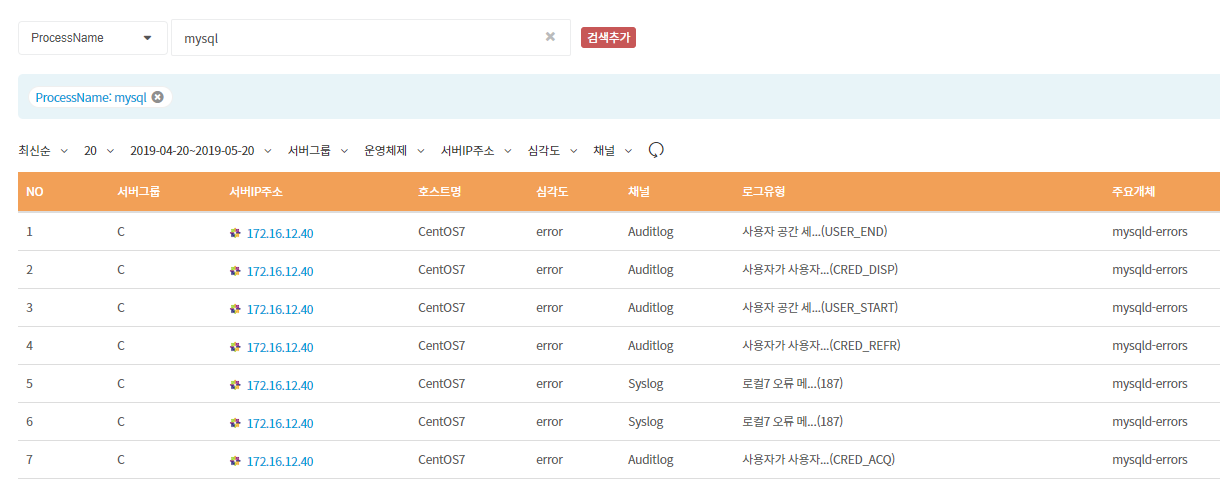 ProcessName mysql 검색추가
ProcessName: mysql
최신순 20 2019-04-20~2019-05-20 서버그룹 운영체제 서버IP주소 심각도 채널
NO 서버그룹 서버IP주소 호스트명 심각도 채널 로그유형 주요개체
1 C 172.16.12.40 CentOS7 error Auditlog 사용자 공간 세...(USER_END) mysqld-errors
2 C 172.16.12.40 CentOS7 error Auditlog 사용자가 사용자...(CRED_DISP) mysqld-errors
3 C 172.16.12.40 CentOS7 error Auditlog 사용자 공간 세...(USER_START) mysqld-errors
4 C 172.16.12.40 CentOS7 error Auditlog 사용자가 사용자...(CRED_REFR) mysqld-errors
5 C 172.16.12.40 CentOS7 error Syslog 로컬7 오류 메...(187) mysqld-errors
6 C 172.16.12.40 CentOS7 error Syslog 로컬7 오류 메...(187) mysqld-errors
7 C 172.16.12.40 CentOS7 error Auditlog 사용자가 사용자...(CRED_ACQ) mysqld-errors